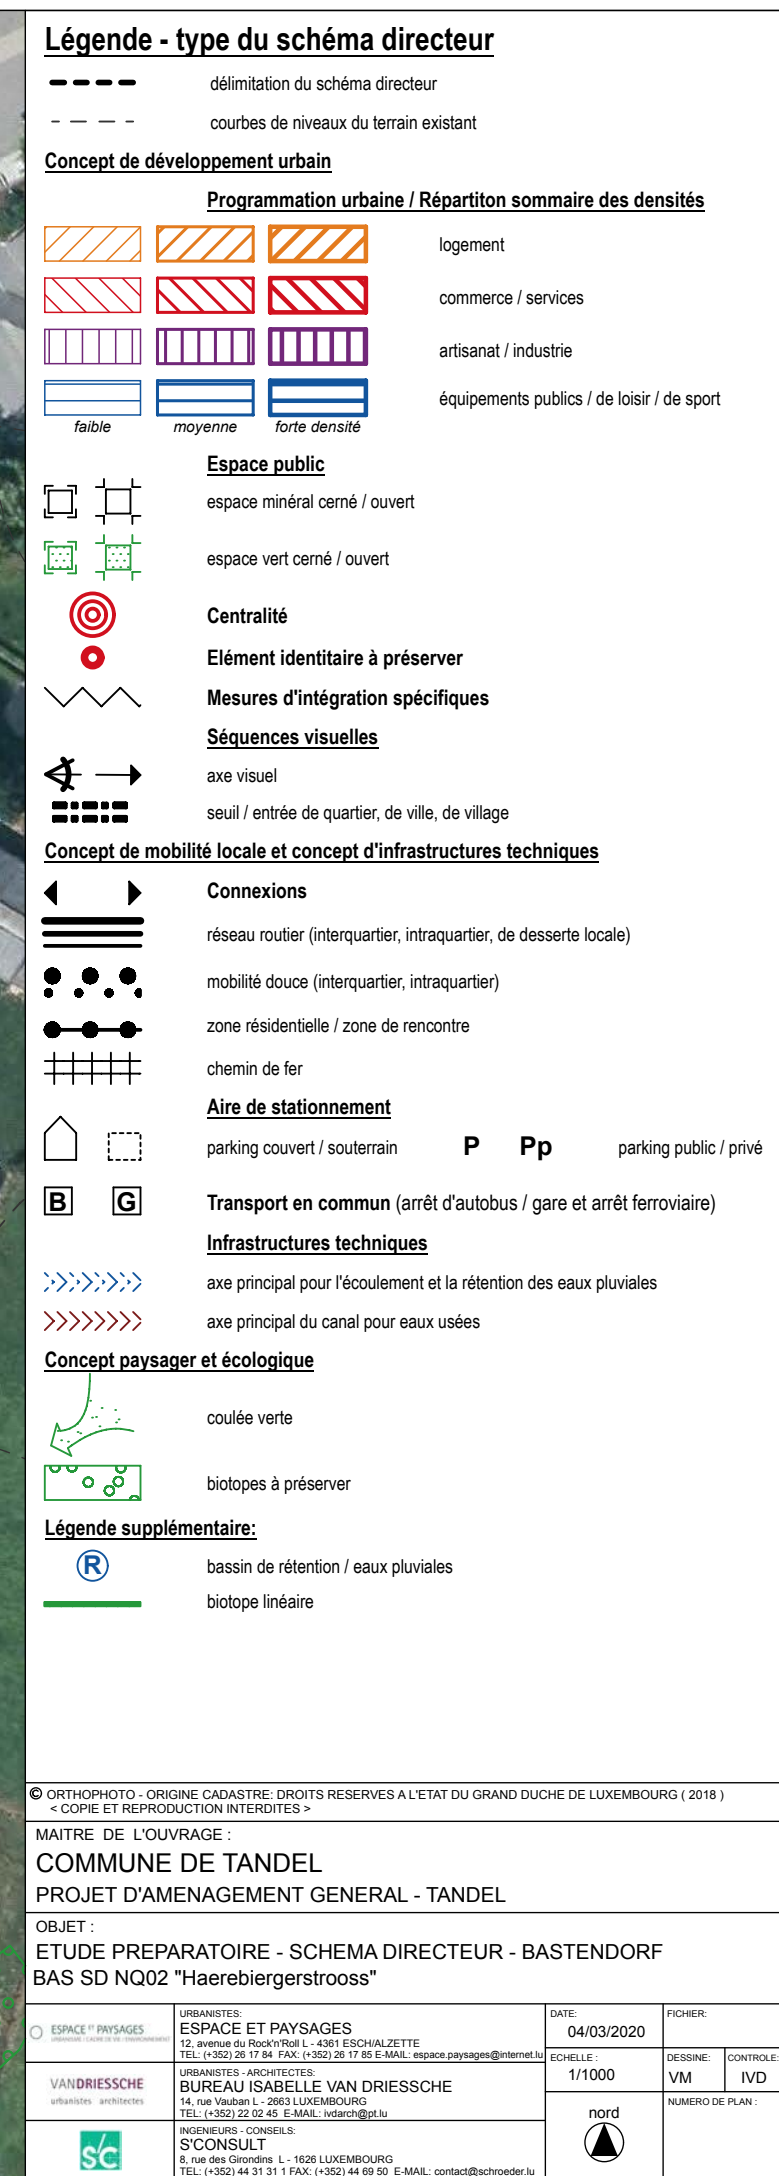 Légende - type du schéma directeur
délimitation du schéma directeur
courbes de niveaux du terrain existant
Concept de développement urbain
Programmation urbaine / Répartiton sommaire des densités
logement
commerce / services
artisanat / industrie
équipements publics / de loisir / de sport
faible moyenne forte densité
Espace public
espace minéral cerné / ouvert
espace vert cerné / ouvert
Centralité
Elément identitaire à préserver
Mesures d'intégration spécifiques
Séquences visuelles
axe visuel
seuil / entrée de quartier, de ville, de village
Concept de mobilité locale et concept d'infrastructures techniques
Connexions
réseau routier (interquartier, intraquartier, de desserte locale)
mobilité douce (interquartier, intraquartier)
zone résidentielle / zone de rencontre
chemin de fer
Aire de stationnement
parking couvert / souterrain P Pp parking public / privé
B G Transport en commun (arrêt d'autobus / gare et arrêt ferroviaire)
Infrastructures techniques
axe principal pour l'écoulement et la rétention des eaux pluviales
axe principal du canal pour eaux usées
Concept paysager et écologique
coulée verte
biotopes à préserver
Légende supplémentaire:
R bassin de rétention / eaux pluviales
biotope linéaire
© ORTHOPHOTO - ORIGINE CADASTRE: DROITS RESERVES A L'ETAT DU GRAND DUCHE DE LUXEMBOURG ( 2018 )
< COPIE ET REPRODUCTION INTERDITES >
MAITRE DE L'OUVRAGE :
COMMUNE DE TANDEL
PROJET D'AMENAGEMENT GENERAL - TANDEL
OBJET :
ETUDE PREPARATOIRE - SCHEMA DIRECTEUR - BASTENDORF
BAS SD NQ02 "Haerebiergerstrooss"
ESPACE ET PAYSAGES
URBANISME / CADRE DE VIE / ENVIRONNEMENT
URBANISTES:
ESPACE ET PAYSAGES
12, avenue du Rock'n'Roll L - 4361 ESCH/ALZETTE
TEL: (+352) 26 17 84 FAX: (+352) 26 17 85 E-MAIL: espace.paysages@internet.lu
VANDRIESSCHE
urbanistes architectes
URBANISTES - ARCHITECTES:
BUREAU ISABELLE VAN DRIESSCHE
14, rue Vauban L - 2663 LUXEMBOURG
TEL: (+352) 22 02 45 E-MAIL: ivdarch@pt.lu
sc
INGENIEURS - CONSEILS:
S'CONSULT
8, rue des Girondins L - 1626 LUXEMBOURG
TEL: (+352) 44 31 31 1 FAX: (+352) 44 69 50 E-MAIL: contact@schroeder.lu
DATE:
04/03/2020
FICHIER:
ECHELLE :
1/1000
DESSINE:
VM
CONTROLE:
IVD
nord
NUMERO DE PLAN :